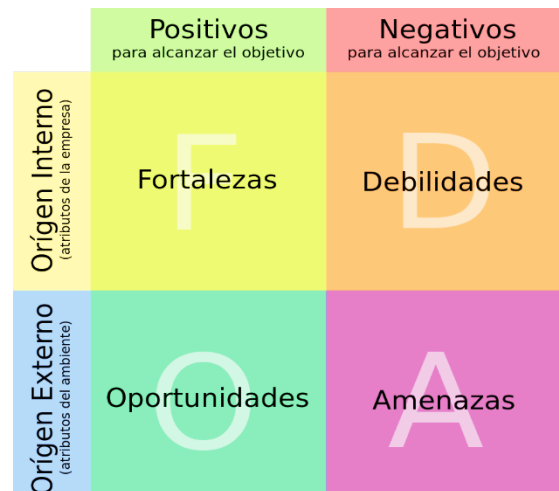 Positivos
para alcanzar el objetivo
Negativos
para alcanzar el objetivo
Orígen Interno
(atributos de la empresa)
F
Fortalezas
D
Debilidades
Orígen Externo
(atributos del ambiente)
O
Oportunidades
A
Amenazas